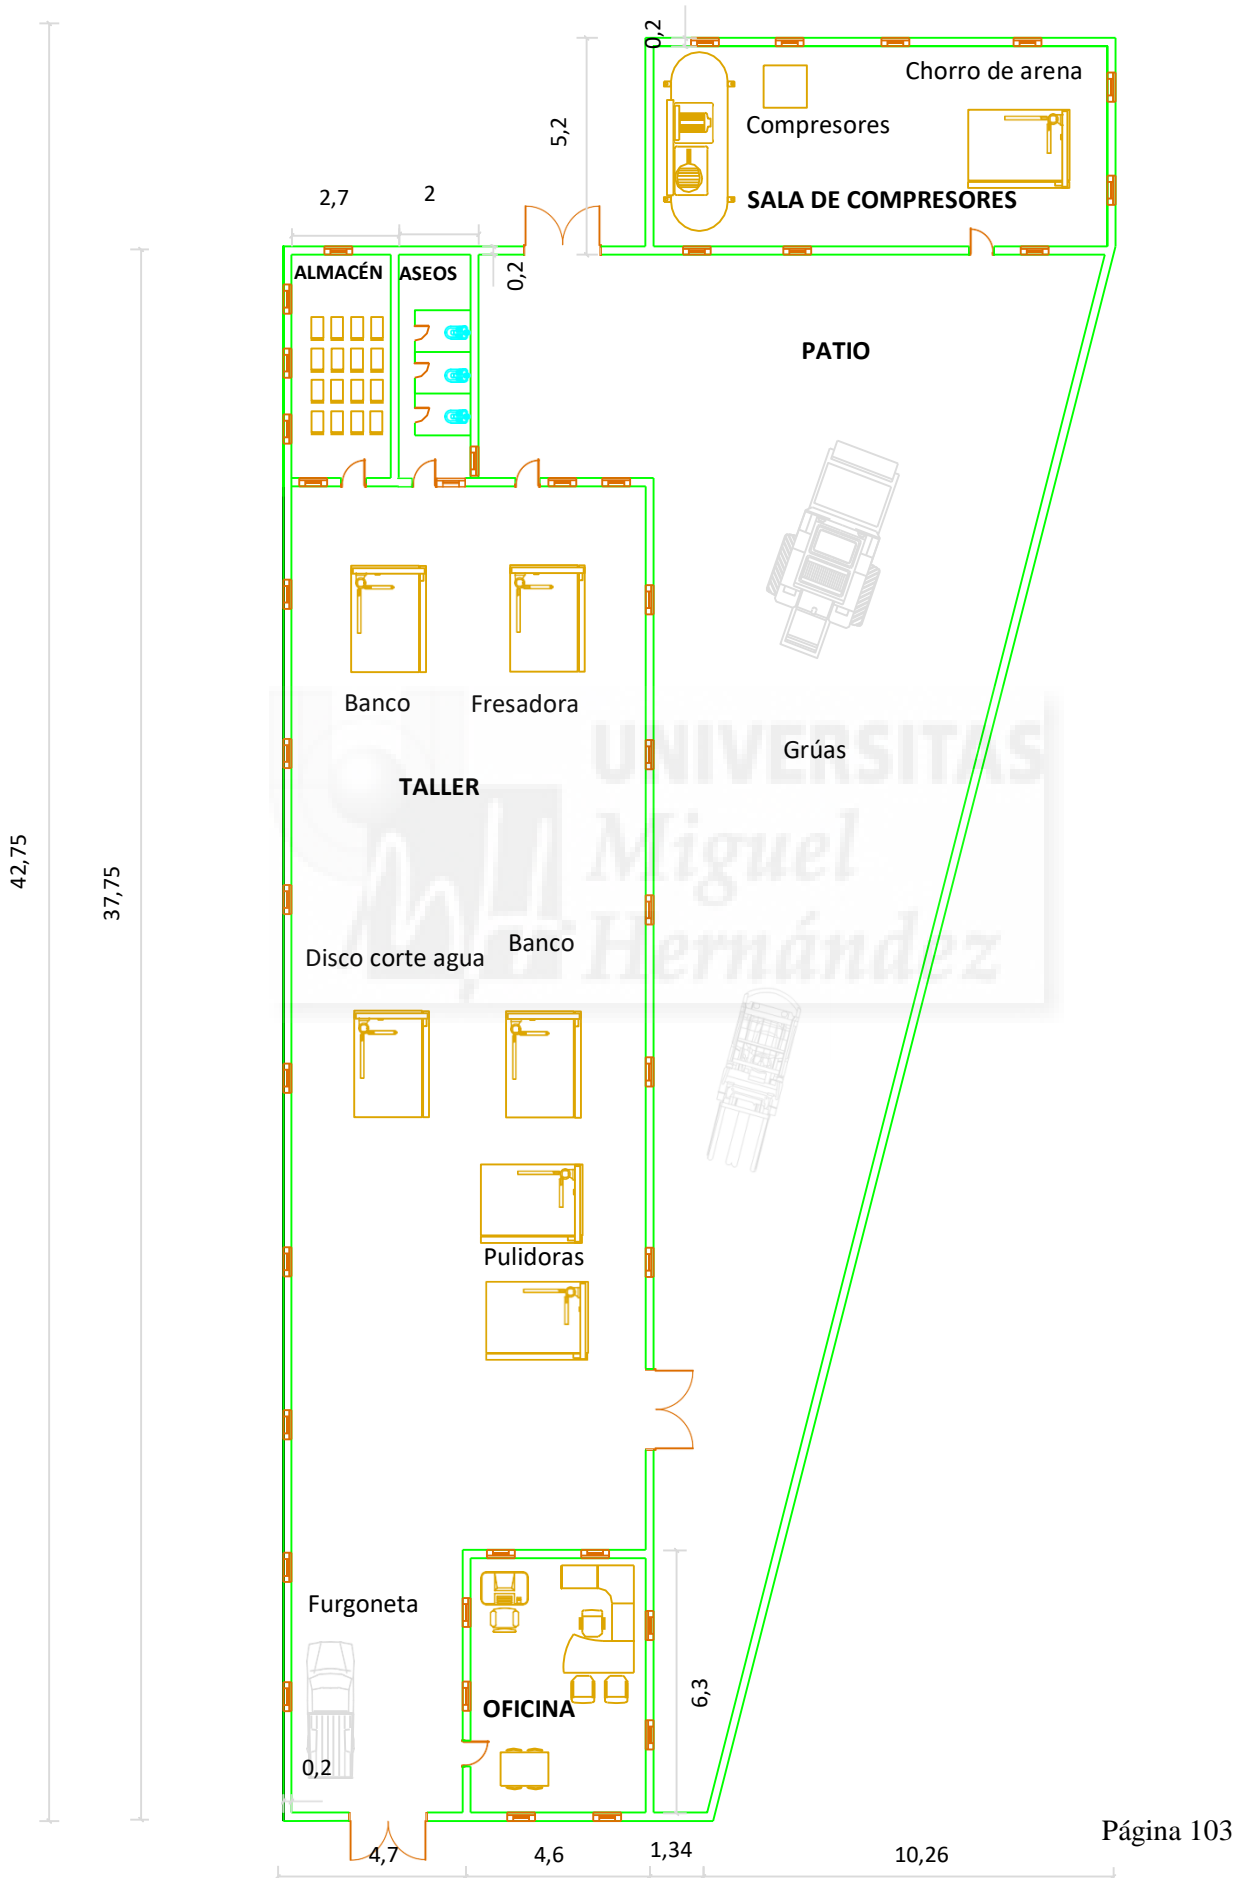 0,2
Chorro de arena
5,2
Compresores
2,7
2
SALA DE COMPRESORES
ALMACÉN
ASEOS
0,2
PATIO
Banco
Fresadora
UNIVERSITAS
Grúas
TALLER
Miguel
42,75
37,75
Banco
Hernández
Disco corte agua
Pulidoras
Furgoneta
6,3
OFICINA
0,2
Página 103
4,7
4,6
1,34
10,26